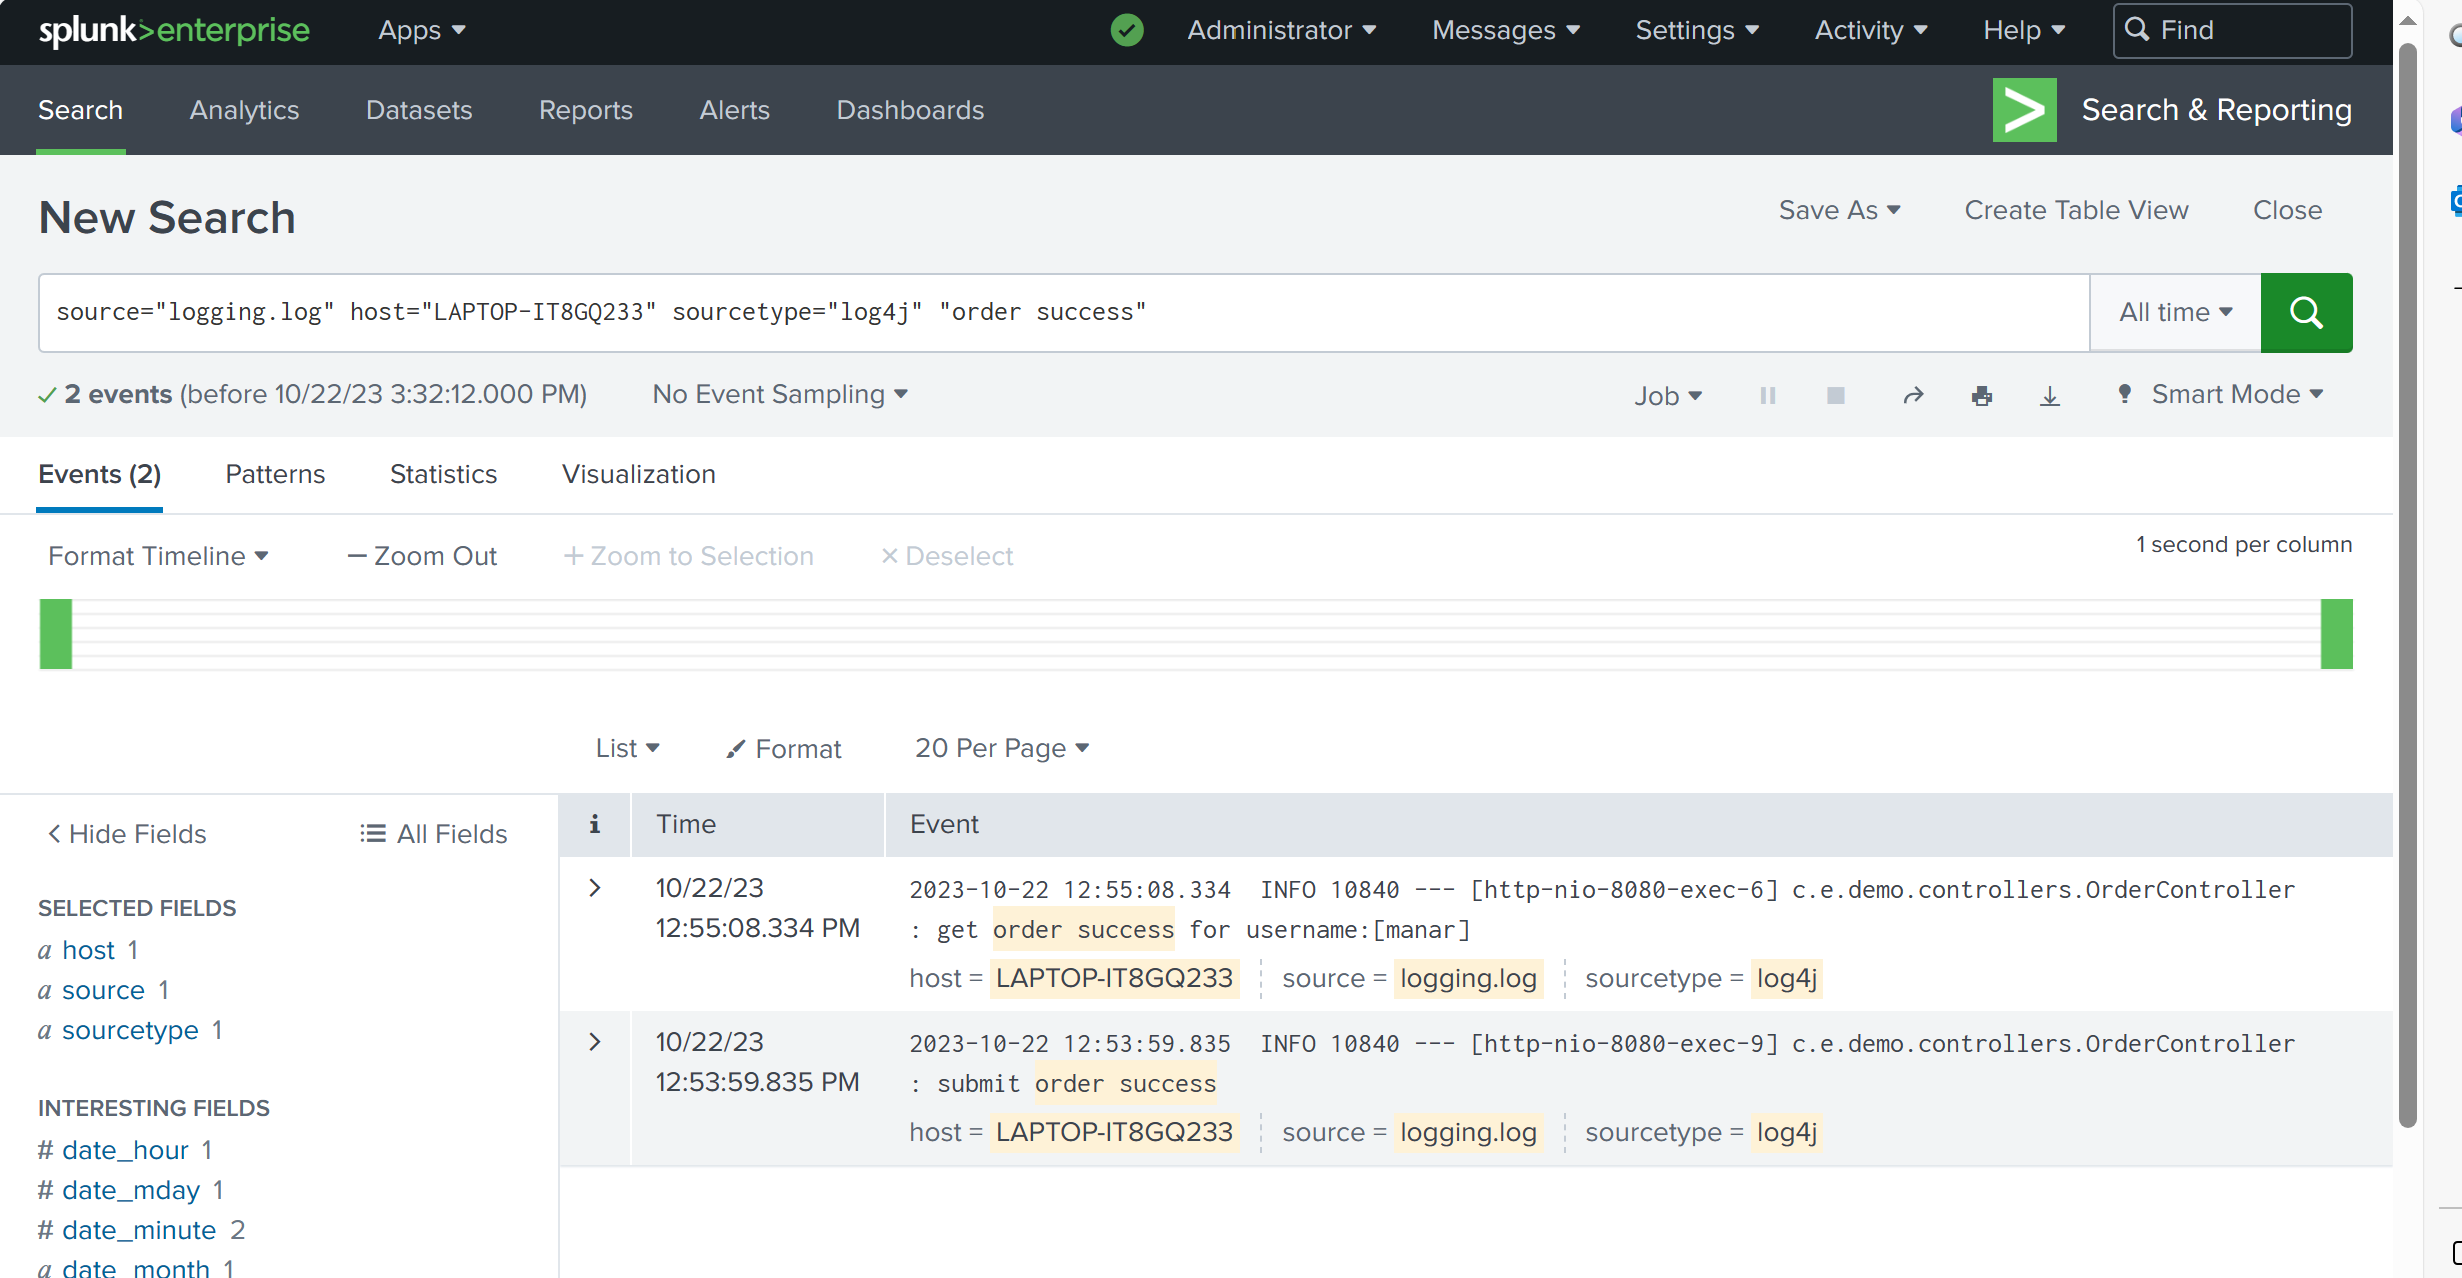 splunk>enterprise Apps Administrator Messages Settings Activity Help Find
Search Analytics Datasets Reports Alerts Dashboards Search & Reporting
New Search Save As Create Table View Close
source="logging.log" host="LAPTOP-IT8GQ233" sourcetype="log4j" "order success" All time
2 events (before 10/22/23 3:32:12.000 PM) No Event Sampling Job Smart Mode
Events (2) Patterns Statistics Visualization
Format Timeline — Zoom Out + Zoom to Selection × Deselect 1 second per column
List Format 20 Per Page
< Hide Fields All Fields
SELECTED FIELDS
a host 1
a source 1
a sourcetype 1
INTERESTING FIELDS
# date_hour 1
# date_mday 1
# date_minute 2
a date_month 1
i Time Event
> 10/22/23 2023-10-22 12:55:08.334 INFO 10840 --- [http-nio-8080-exec-6] c.e.demo.controllers.OrderController
12:55:08.334 PM : get order success for username:[manar]
host = LAPTOP-IT8GQ233 source = logging.log sourcetype = log4j
> 10/22/23 2023-10-22 12:53:59.835 INFO 10840 --- [http-nio-8080-exec-9] c.e.demo.controllers.OrderController
12:53:59.835 PM : submit order success
host = LAPTOP-IT8GQ233 source = logging.log sourcetype = log4j